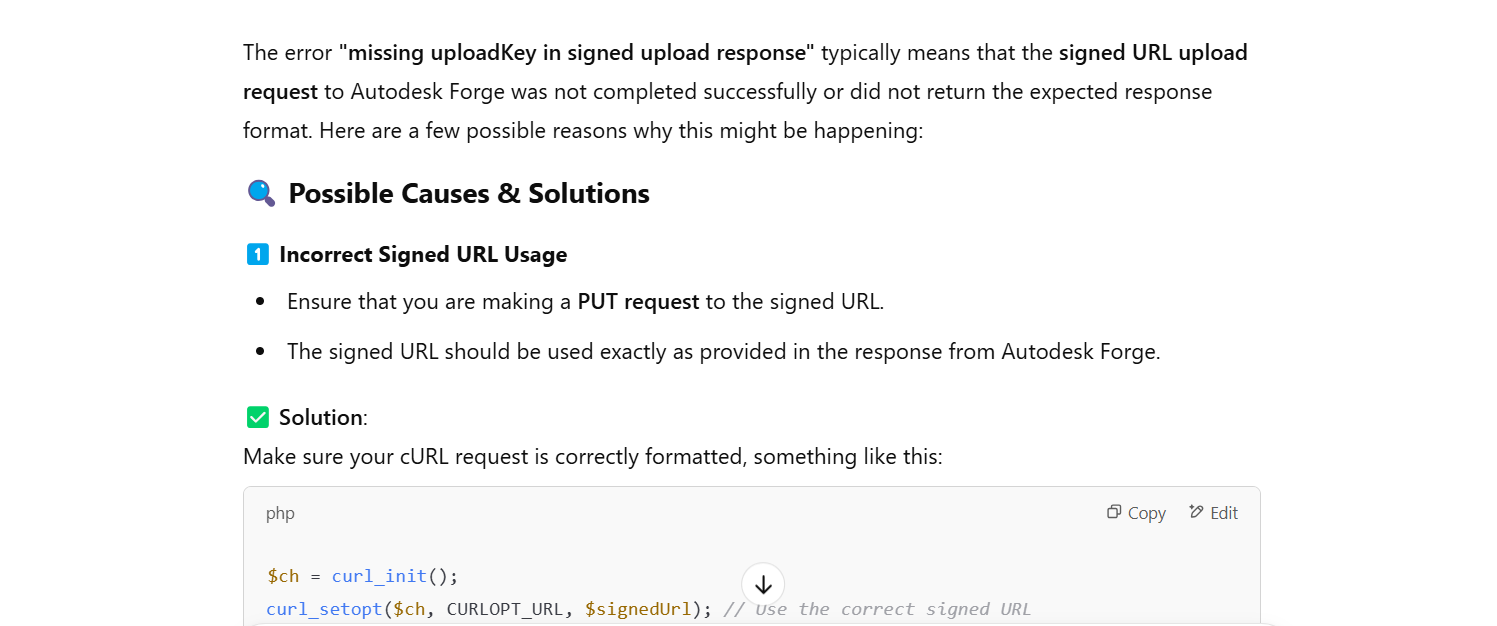 The error "missing uploadKey in signed upload response" typically means that the signed URL upload
request to Autodesk Forge was not completed successfully or did not return the expected response
format. Here are a few possible reasons why this might be happening:
🔍 Possible Causes & Solutions
1️⃣ Incorrect Signed URL Usage
• Ensure that you are making a PUT request to the signed URL.
• The signed URL should be used exactly as provided in the response from Autodesk Forge.
✅ Solution:
Make sure your cURL request is correctly formatted, something like this:
php Copy Edit
$ch = curl_init();
curl_setopt($ch, CURLOPT_URL, $signedUrl); // Use the correct signed URL